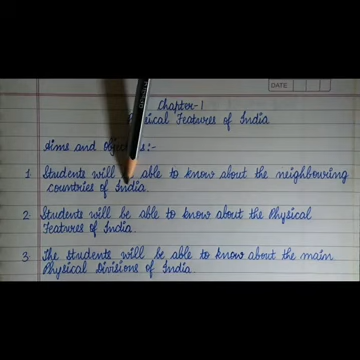 DATE
Chapter-1
Features of India
Aims and :-
1. Students will able to know about the neighbouring
countries of India.
2. Students will be able to know about the Physical
Features of India.
3. The students will be able to know about the main
Physical Divisions of India